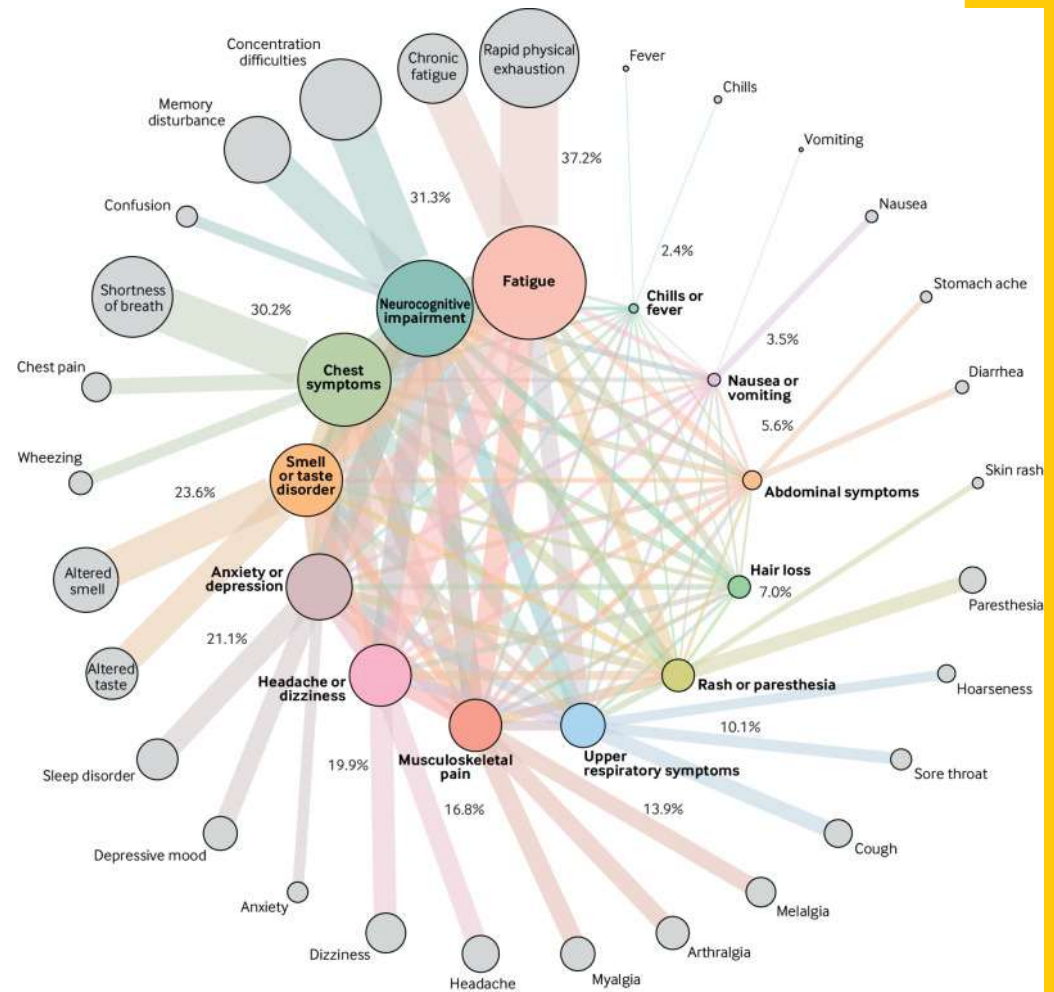 Concentration
difficulties
Chronic
fatigue
Rapid physical
exhaustion
Fever
Chills
Memory
disturbance
Vomiting
37.2%
Confusion
31.3%
Nausea
2.4%
Shortness
of breath
30.2%
Neurocognitive
impairment
Fatigue
Chills or
fever
Stomach ache
3.5%
Chest pain
Chest
symptoms
Nausea or
vomiting
Diarrhea
5.6%
Wheezing
Smell
or taste
disorder
23.6%
Abdominal symptoms
Skin rash
Altered
smell
Anxiety or
depression
Hair loss
7.0%
Paresthesia
21.1%
Altered
taste
Headache or
dizziness
Rash or paresthesia
Hoarseness
10.1%
Sleep disorder
19.9%
Musculoskeletal
pain
Upper
respiratory symptoms
Sore throat
16.8%
13.9%
Depressive mood
Cough
Anxiety
Melalgia
Dizziness
Headache
Myalgia
Arthralgia